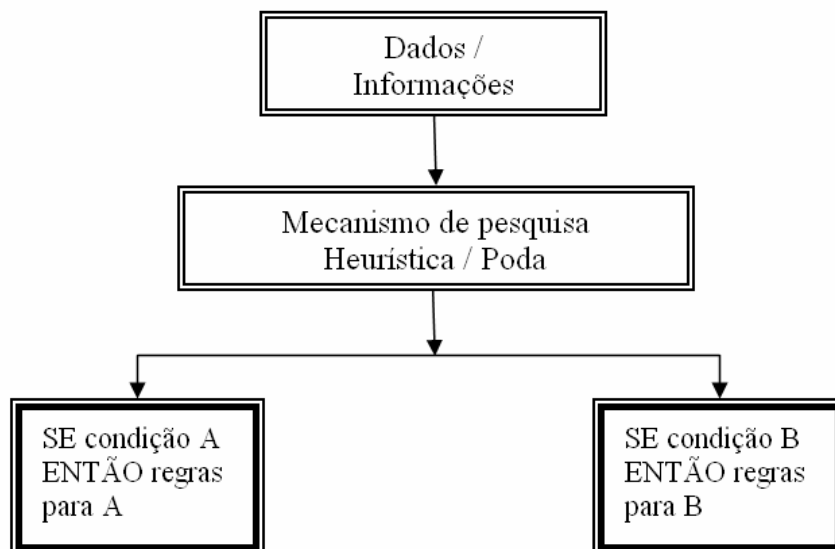 Dados /
Informações
Mecanismo de pesquisa
Heurística / Poda
SE condição A
ENTÃO regras
para A
SE condição B
ENTÃO regras
para B